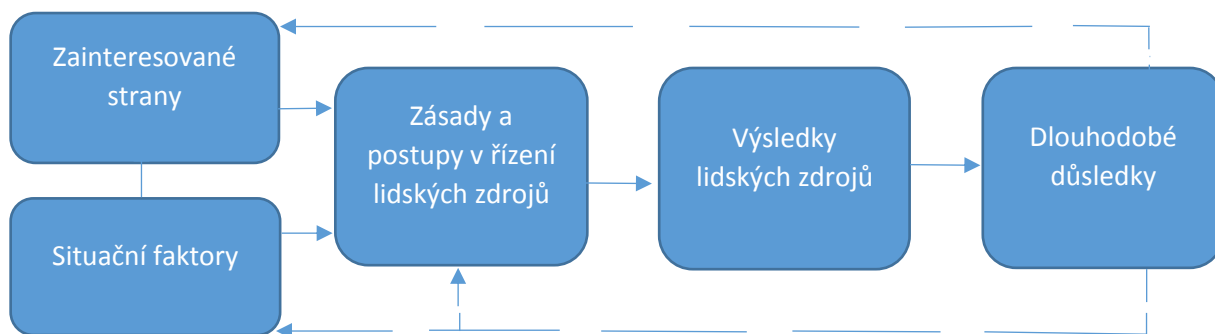 Zainteresované
strany
Situační faktory
Zásady a
postupy v řízení
lidských zdrojů
Výsledky
lidských zdrojů
Dlouhodobé
důsledky